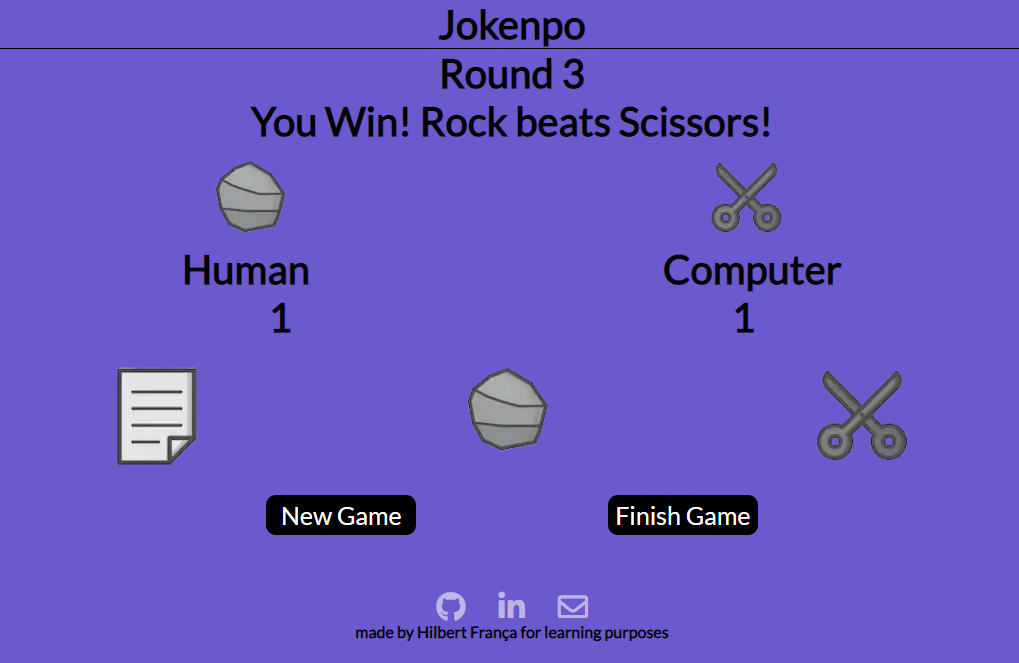 Jokenpo
Round 3
You Win! Rock beats Scissors!
Human
Computer
1
1
New Game
Finish Game
in
made by Hilbert França for learning purposes